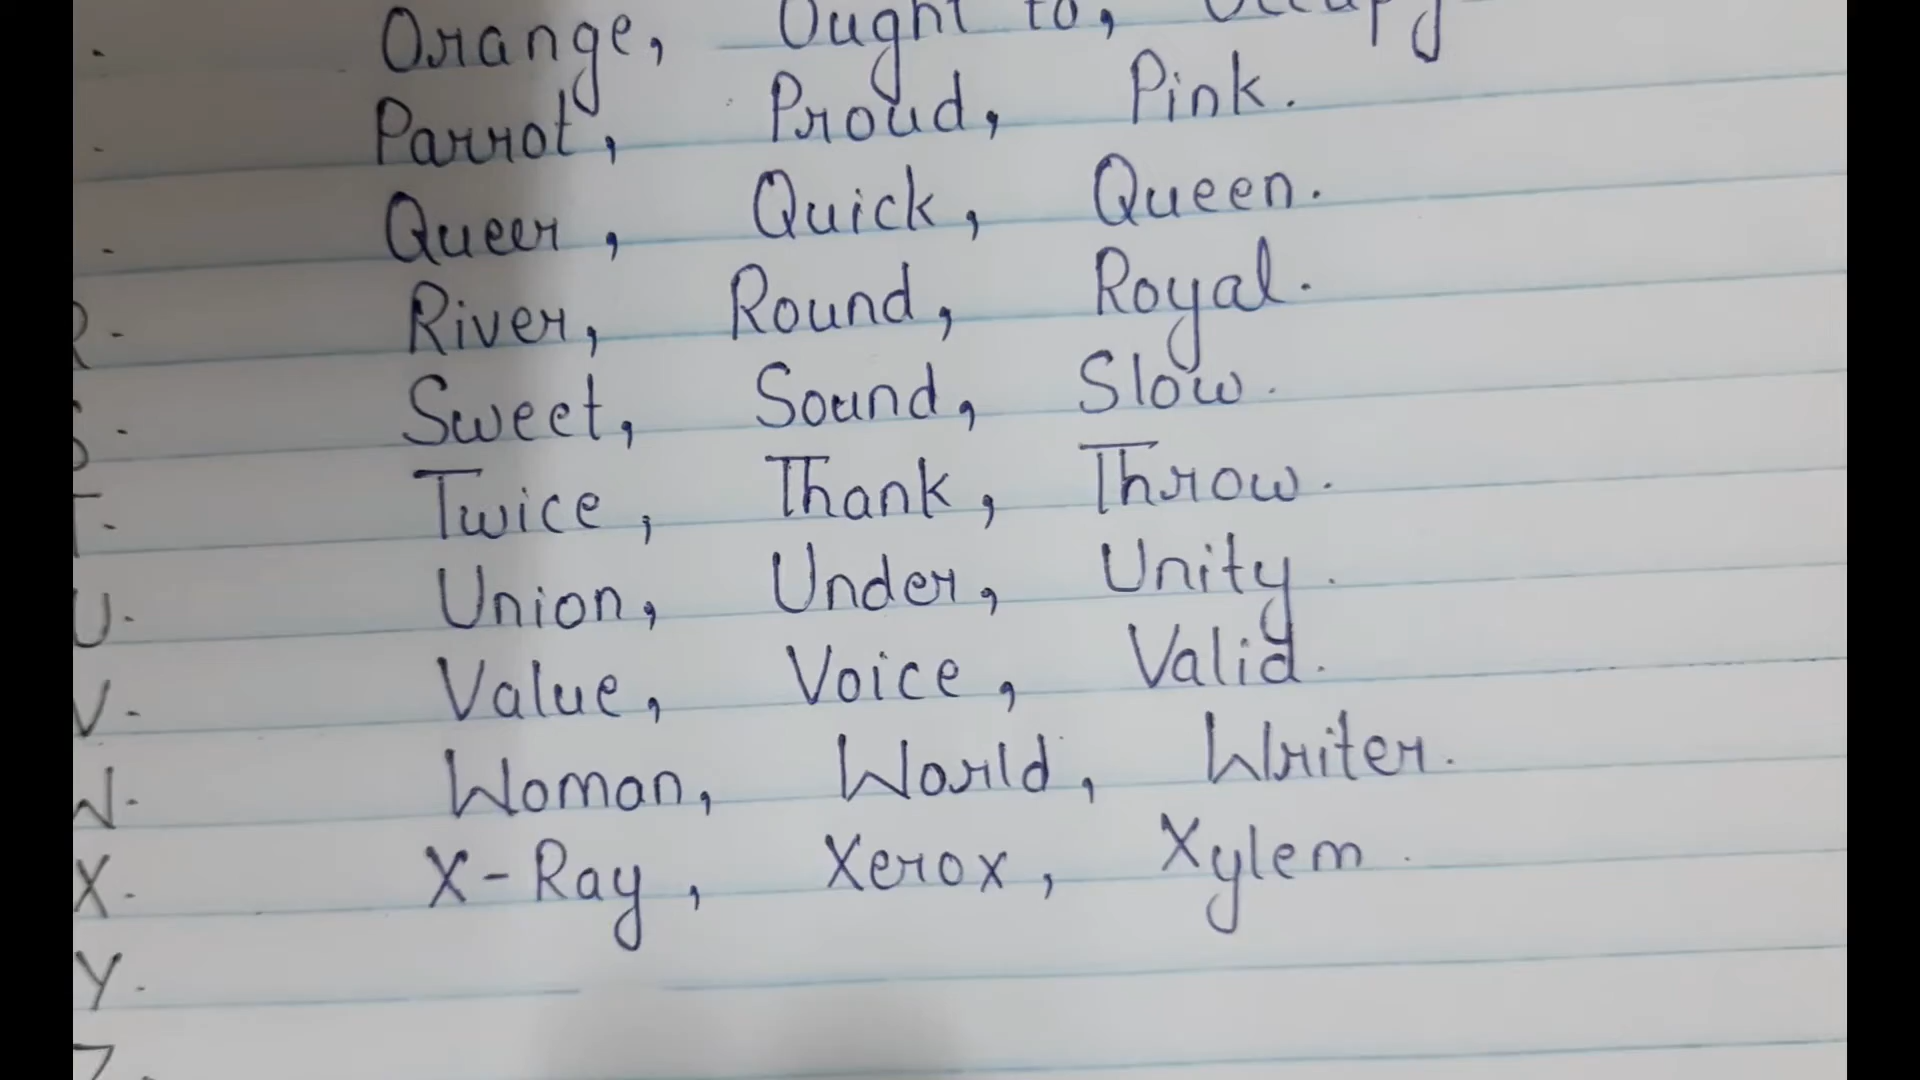 . Orange, Ought to, Occupy
. Parrot, Proud, Pink.
. Queer, Quick, Queen.
R. River, Round, Royal.
S. Sweet, Sound, Slow.
T. Twice, Thank, Throw.
U. Union, Under, Unity.
V. Value, Voice, Valid.
W. Woman, World, Writer.
X. X-Ray, Xerox, Xylem.
Y.
Z.